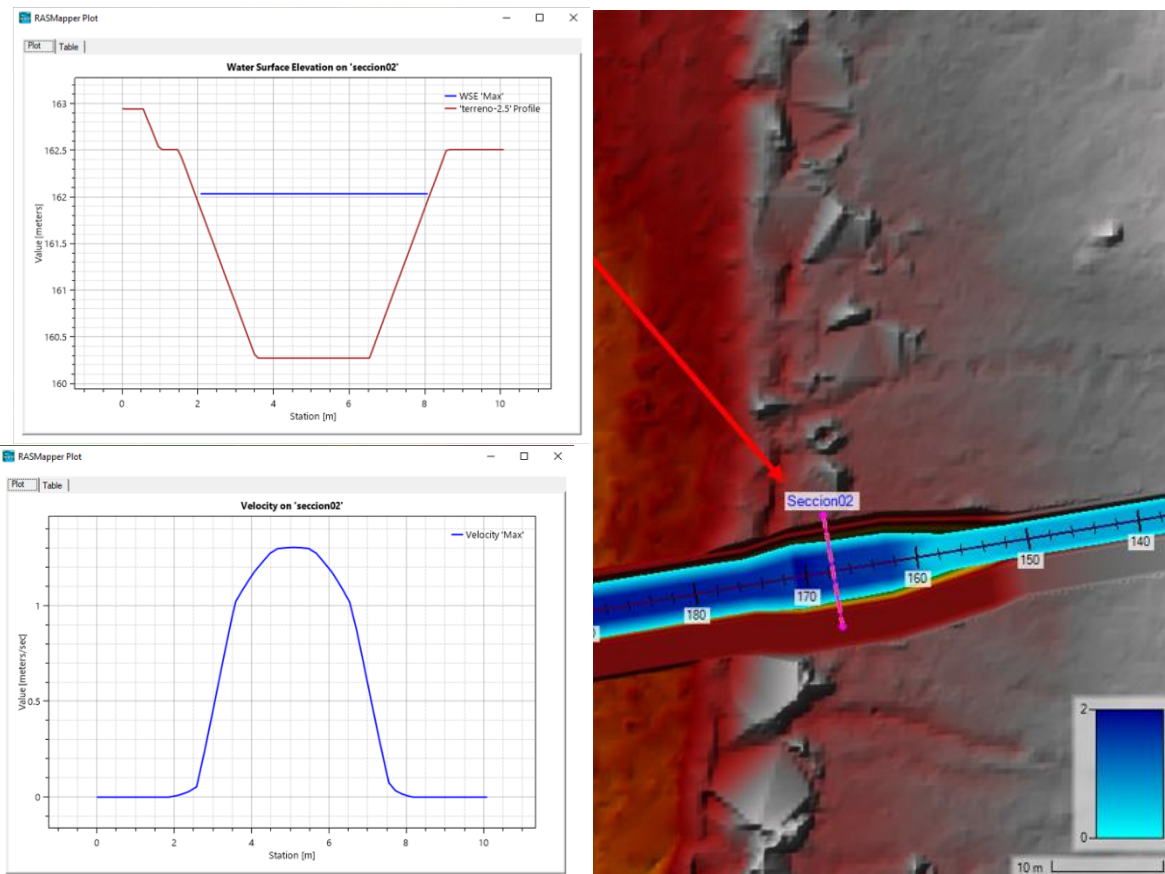 RASMapper Plot
Plot Table
Water Surface Elevation on 'seccion02'
WSE 'Max'
'terreno-2.5' Profile
Value [meters]
163
162.5
162
161.5
161
160.5
160
0 2 4 6 8 10
Station [m]
RASMapper Plot
Plot Table
Velocity on 'seccion02'
Velocity 'Max'
Value [meters/sec]
1
0.5
0
0 2 4 6 8 10
Station [m]
Seccion02
180
170
160
150
140
2
0
10 m